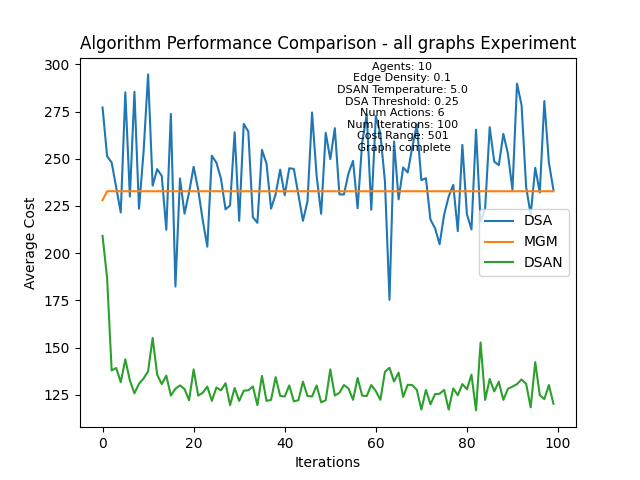 Algorithm Performance Comparison - all graphs Experiment
Agents: 10
Edge Density: 0.1
DSAN Temperature: 5.0
DSA Threshold: 0.25
Num Actions: 6
Num Iterations: 100
Cost Range: 501
Graph: complete
300
275
250
225
200
175
150
125
Average Cost
DSA
MGM
DSAN
0
20
40
60
80
100
Iterations